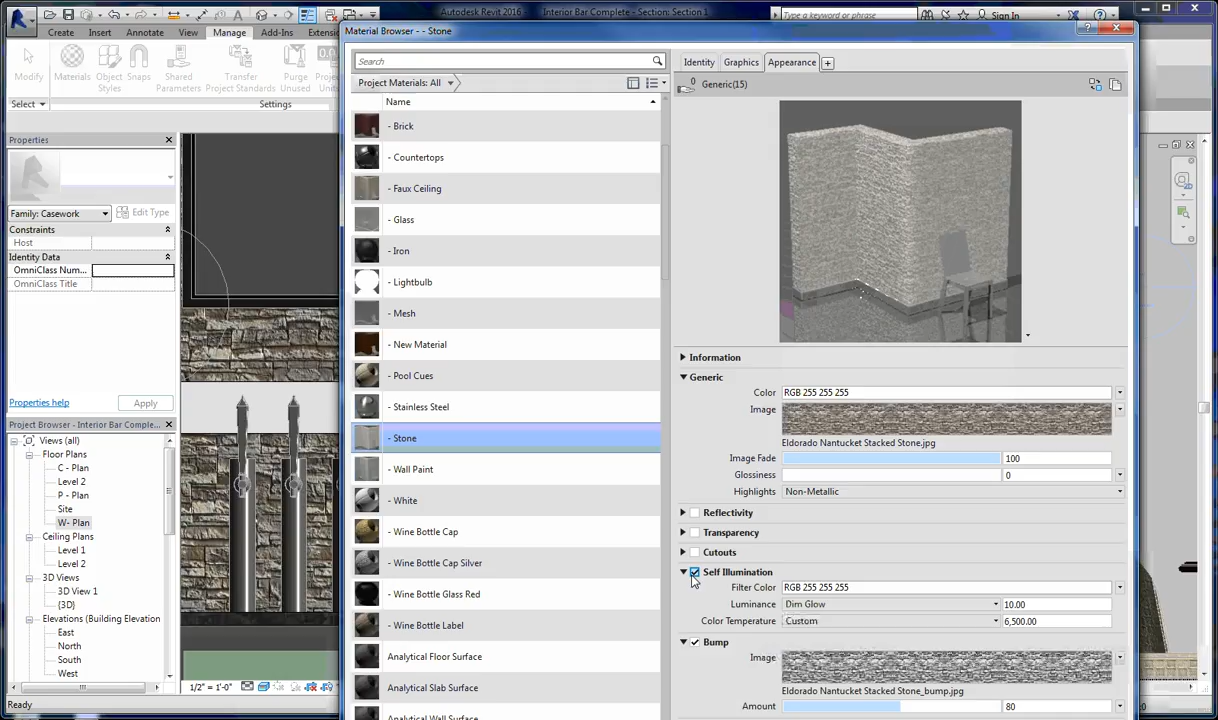 Autodesk Revit 2016 - Interior Bar Complete - Section: Section 1
Type a keyword or phrase
Sign In
Create Insert Annotate View Manage Add-Ins
Modify
Materials
Object Styles
Snaps
Shared Parameters
Transfer Project Standards
Purge Unused
Select
Settings
Properties
Family: Casework
Edit Type
Constraints
Host
Identity Data
OmniClass Num...
OmniClass Title
Properties help
Apply
Project Browser - Interior Bar Comple...
Views (all)
Floor Plans
C - Plan
Level 2
P - Plan
Site
W- Plan
Ceiling Plans
Level 1
Level 2
3D Views
3D View 1
{3D}
Elevations (Building Elevation
East
North
South
West
1/2" = 1'-0"
Ready
Material Browser - - Stone
Search
Project Materials: All
Name
- Brick
- Countertops
- Faux Ceiling
- Glass
- Iron
- Lightbulb
- Mesh
- New Material
- Pool Cues
- Stainless Steel
- Stone
- Wall Paint
- White
- Wine Bottle Cap
- Wine Bottle Cap Silver
- Wine Bottle Glass Red
- Wine Bottle Label
Analytical Floor Surface
Analytical Slab Surface
Analytical Wall Surface
Identity Graphics Appearance +
0
Generic(15)
Information
Generic
Color RGB 255 255 255
Image
Eldorado Nantucket Stacked Stone.jpg
Image Fade 100
Glossiness 0
Highlights Non-Metallic
Reflectivity
Transparency
Cutouts
Self Illumination
Filter Color RGB 255 255 255
Luminance Dim Glow 10.00
Color Temperature Custom 6,500.00
Bump
Image
Eldorado Nantucket Stacked Stone_bump.jpg
Amount 80